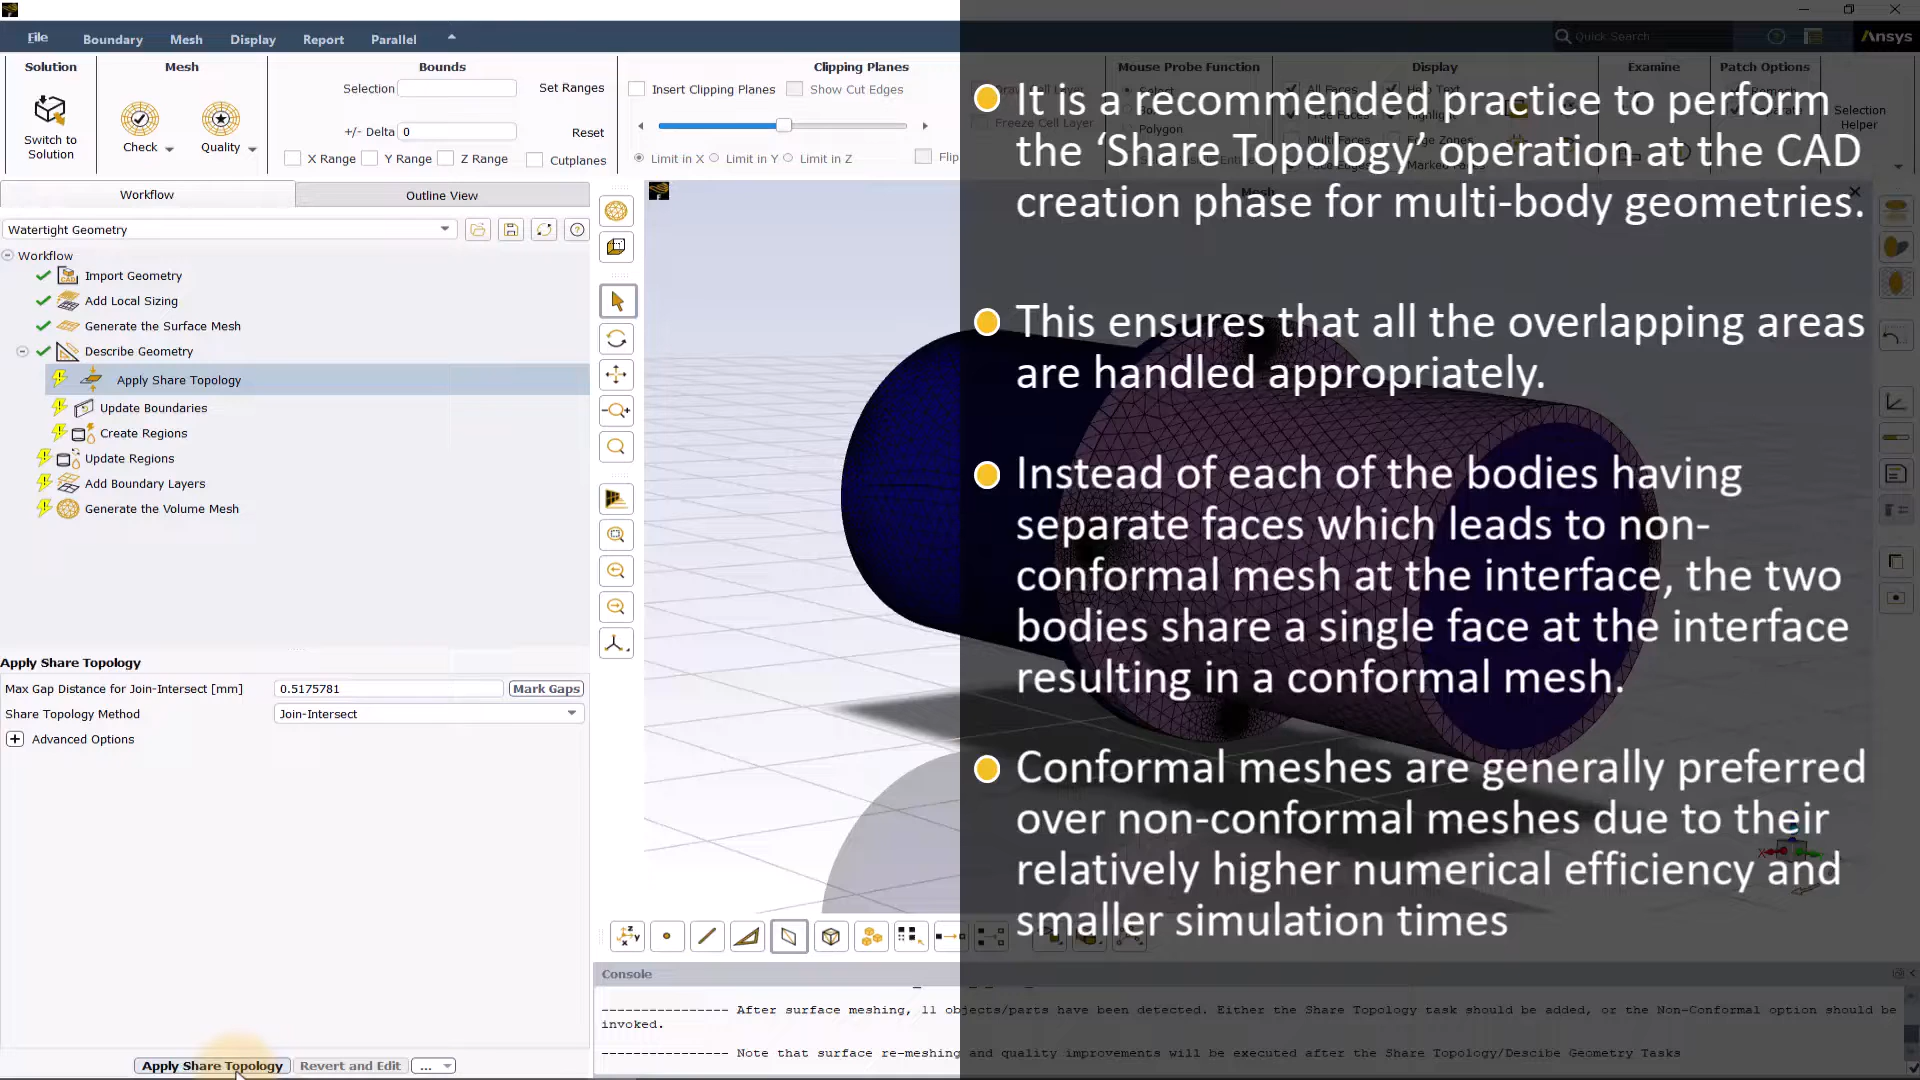 File
Boundary
Mesh
Display
Report
Parallel
Quick Search
Ansys
Solution
Mesh
Bounds
Clipping Planes
Mouse Probe Function
Display
Examine
Patch Options
Switch to
Solution
Check
Quality
Selection
Set Ranges
+/- Delta 0
Reset
X Range
Y Range
Z Range
Cutplanes
Insert Clipping Planes
Show Cut Edges
Limit in X
Limit in Y
Limit in Z
Flip
Freeze Cell Layer
Polygon
Selection
Helper
Workflow
Outline View
Watertight Geometry
Workflow
Import Geometry
Add Local Sizing
Generate the Surface Mesh
Describe Geometry
Apply Share Topology
Update Boundaries
Create Regions
Update Regions
Add Boundary Layers
Generate the Volume Mesh
Apply Share Topology
Max Gap Distance for Join-Intersect [mm]
0.5175781
Mark Gaps
Share Topology Method
Join-Intersect
Advanced Options
Apply Share Topology
Revert and Edit
...
It is a recommended practice to perform
the ‘Share Topology’ operation at the CAD
creation phase for multi-body geometries.
This ensures that all the overlapping areas
are handled appropriately.
Instead of each of the bodies having
separate faces which leads to non-
conformal mesh at the interface, the two
bodies share a single face at the interface
resulting in a conformal mesh.
Conformal meshes are generally preferred
over non-conformal meshes due to their
relatively higher numerical efficiency and
smaller simulation times
Console
---------------- After surface meshing, 11 objects/parts have been detected. Either the Share Topology task should be added, or the Non-Conformal option should be
invoked.
---------------- Note that surface re-meshing and quality improvements will be executed after the Share Topology/Descibe Geometry Tasks